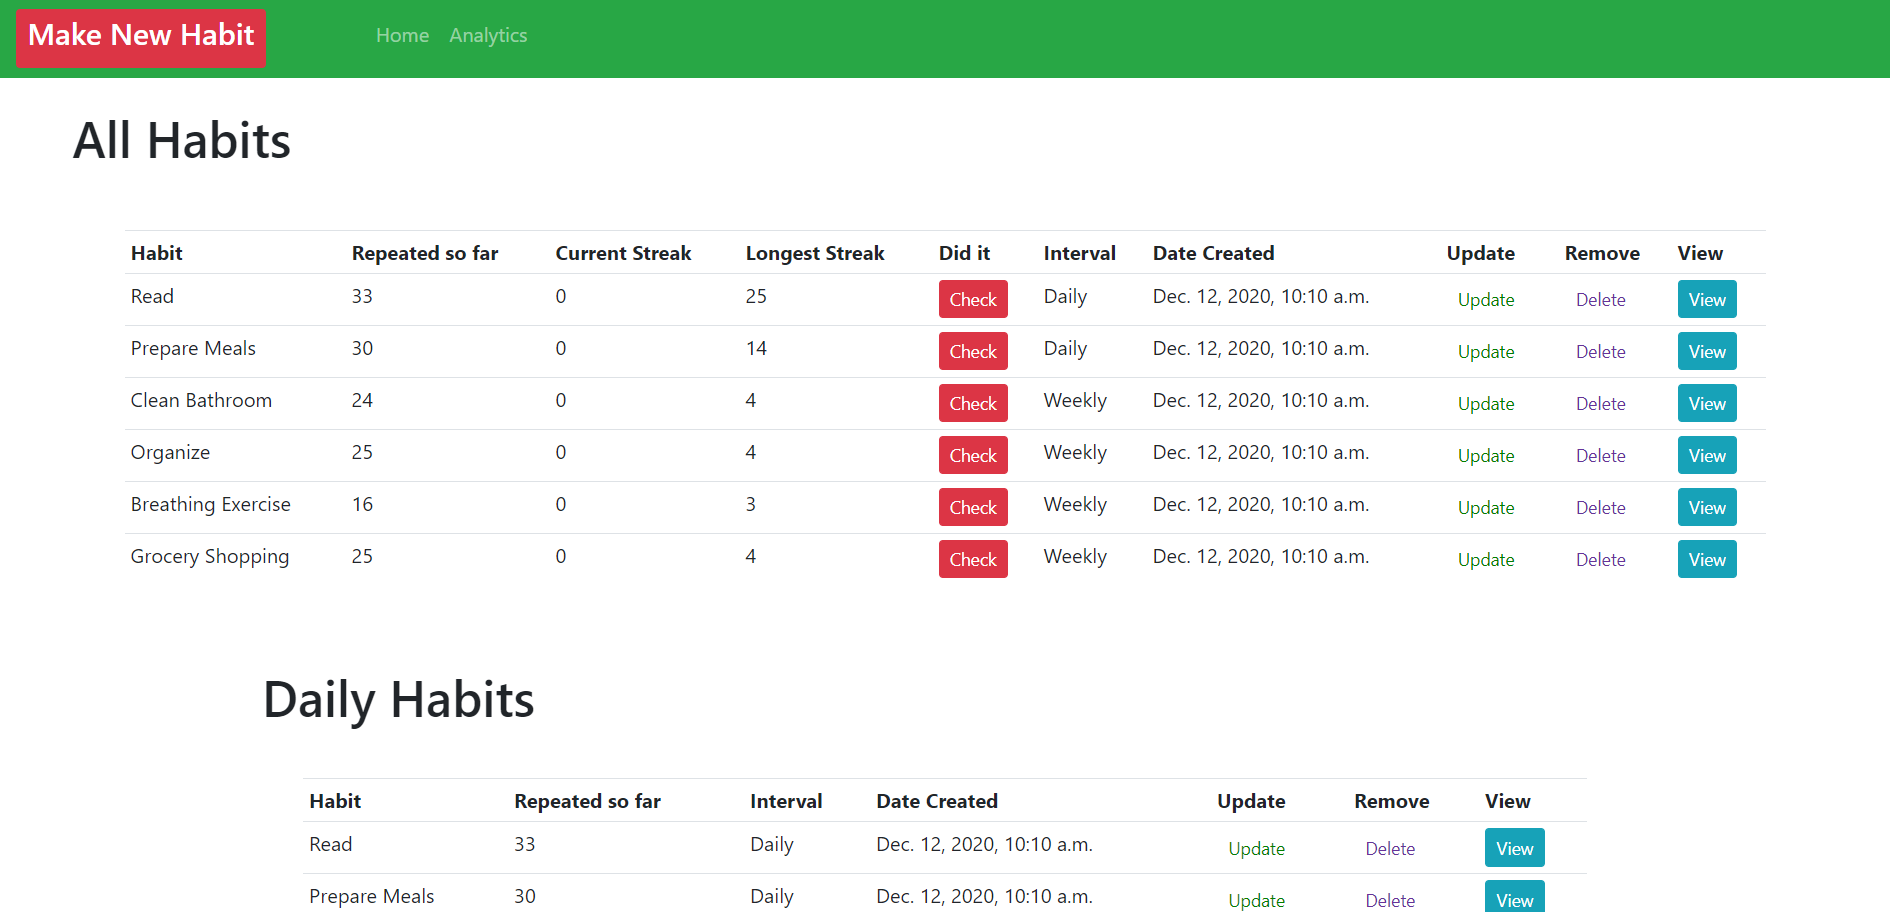 Make New Habit Home Analytics
All Habits
Habit Repeated so far Current Streak Longest Streak Did it Interval Date Created Update Remove View
Read 33 0 25 Check Daily Dec. 12, 2020, 10:10 a.m. Update Delete View
Prepare Meals 30 0 14 Check Daily Dec. 12, 2020, 10:10 a.m. Update Delete View
Clean Bathroom 24 0 4 Check Weekly Dec. 12, 2020, 10:10 a.m. Update Delete View
Organize 25 0 4 Check Weekly Dec. 12, 2020, 10:10 a.m. Update Delete View
Breathing Exercise 16 0 3 Check Weekly Dec. 12, 2020, 10:10 a.m. Update Delete View
Grocery Shopping 25 0 4 Check Weekly Dec. 12, 2020, 10:10 a.m. Update Delete View
Daily Habits
Habit Repeated so far Interval Date Created Update Remove View
Read 33 Daily Dec. 12, 2020, 10:10 a.m. Update Delete View
Prepare Meals 30 Daily Dec. 12, 2020, 10:10 a.m. Update Delete View